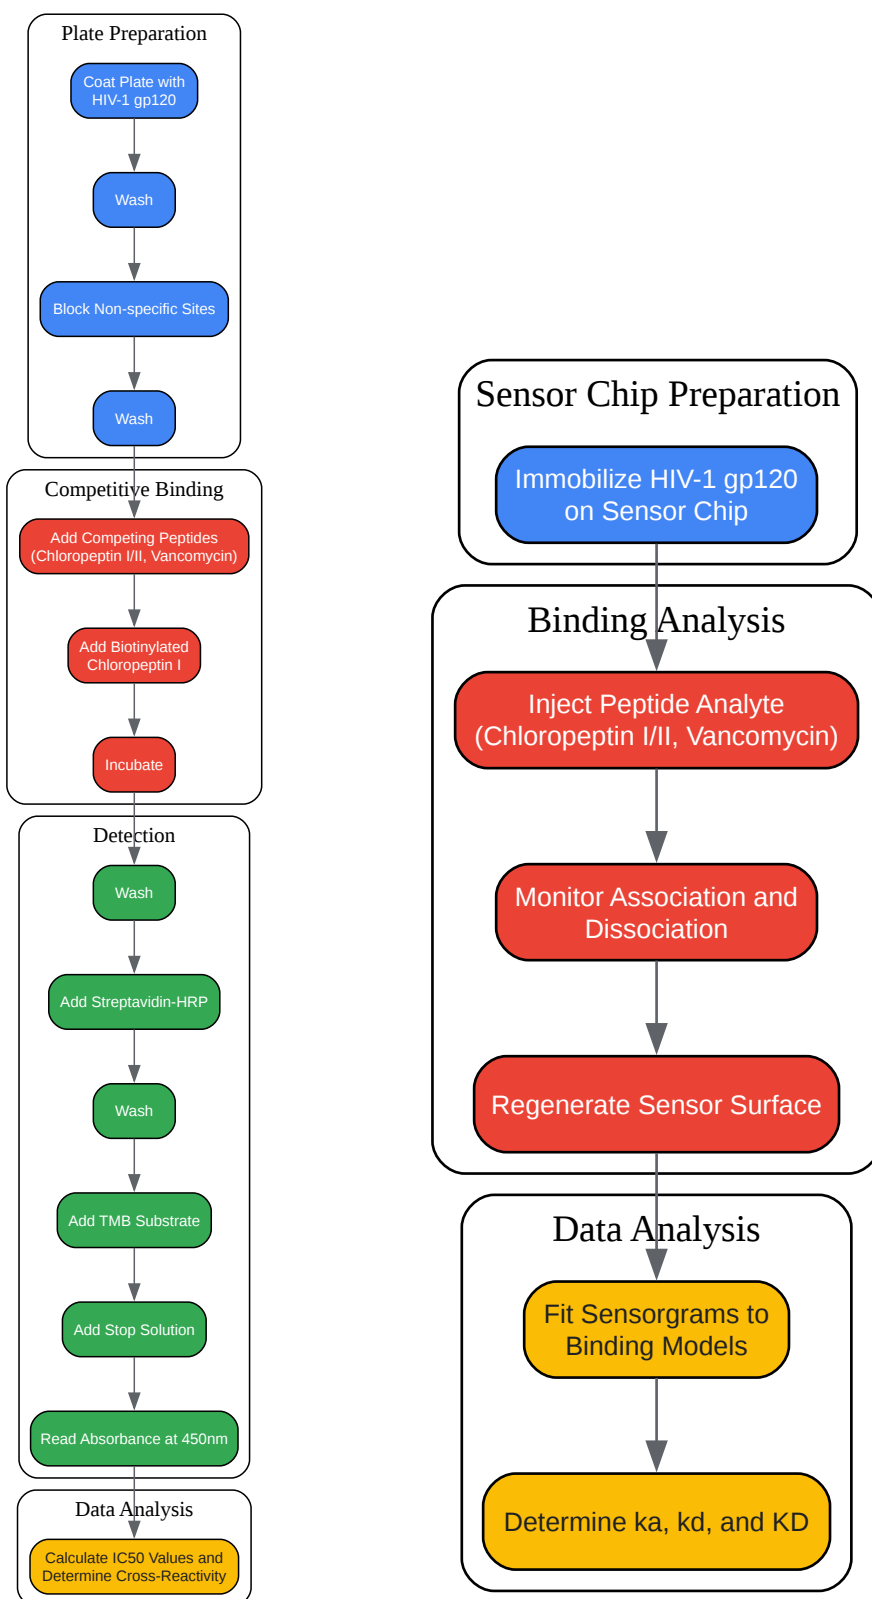 Plate Preparation
Coat Plate with
HIV-1 gp120
Wash
Block Non-specific Sites
Wash
Competitive Binding
Add Competing Peptides
(Chloropeptin I/II, Vancomycin)
Add Biotinylated
Chloropeptin I
Incubate
Detection
Wash
Add Streptavidin-HRP
Wash
Add TMB Substrate
Add Stop Solution
Read Absorbance at 450nm
Data Analysis
Calculate IC50 Values and
Determine Cross-Reactivity
Sensor Chip Preparation
Immobilize HIV-1 gp120
on Sensor Chip
Binding Analysis
Inject Peptide Analyte
(Chloropeptin I/II, Vancomycin)
Monitor Association and
Dissociation
Regenerate Sensor Surface
Data Analysis
Fit Sensorgrams to
Binding Models
Determine ka, kd, and KD